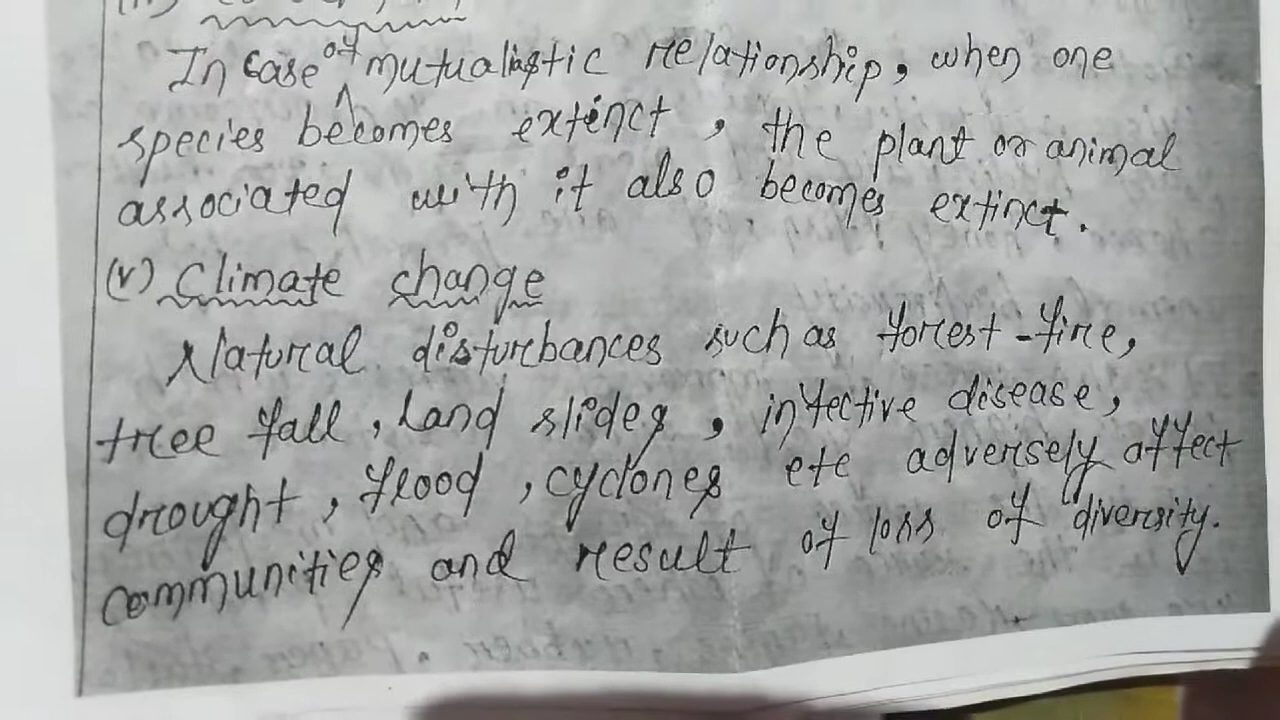 In case of mutualistic relationship, when one
species becomes extinct, the plant or animal
associated with it also becomes extinct.
(v) Climate change
Natural disturbances such as forest-fire,
tree fall, Land slides, infective disease,
drought, flood, cyclones etc adversely affect
communities and result of loss of diversity.